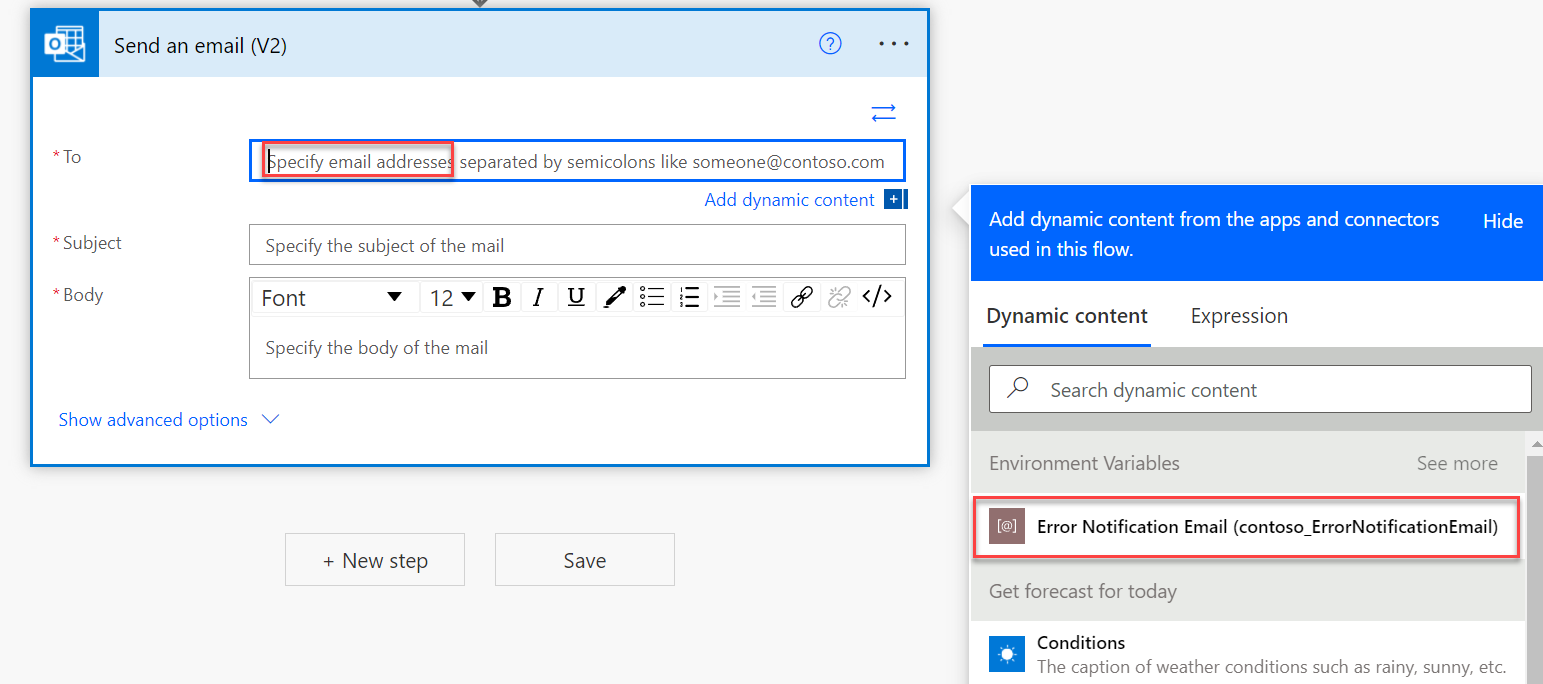 Send an email (V2)
?
...
* To
Specify email addresses separated by semicolons like someone@contoso.com
Add dynamic content +
* Subject
Specify the subject of the mail
* Body
Font
12
B
I
U
</>
Specify the body of the mail
Show advanced options
+ New step
Save
Add dynamic content from the apps and connectors
used in this flow.
Hide
Dynamic content
Expression
Search dynamic content
Environment Variables
See more
[@]
Error Notification Email (contoso_ErrorNotificationEmail)
Get forecast for today
Conditions
The caption of weather conditions such as rainy, sunny, etc.